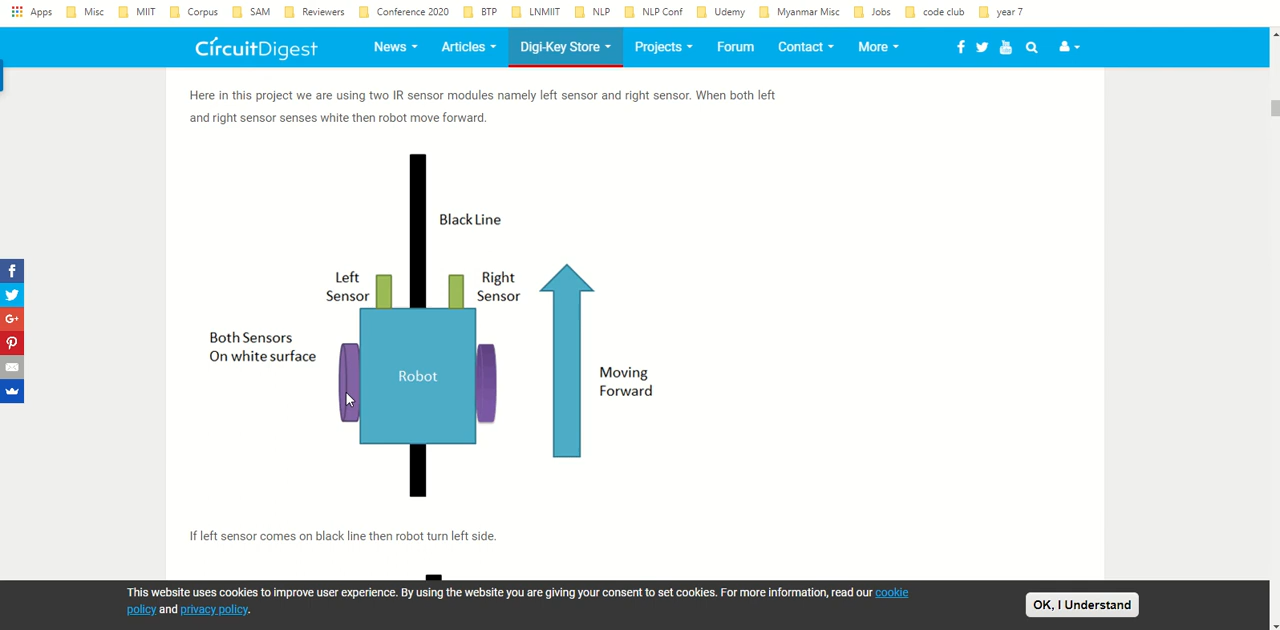 Apps Misc MIIT Corpus SAM Reviewers Conference 2020 BTP LNMIIT NLP NLP Conf Udemy Myanmar Misc Jobs code club year 7
CircuitDigest News Articles Digi-Key Store Projects Forum Contact More
Here in this project we are using two IR sensor modules namely left sensor and right sensor. When both left
and right sensor senses white then robot move forward.
Black Line
Left
Sensor
Right
Sensor
Both Sensors
On white surface
Robot
Moving
Forward
If left sensor comes on black line then robot turn left side.
This website uses cookies to improve user experience. By using the website you are giving your consent to set cookies. For more information, read our cookie
policy and privacy policy.
OK, I Understand